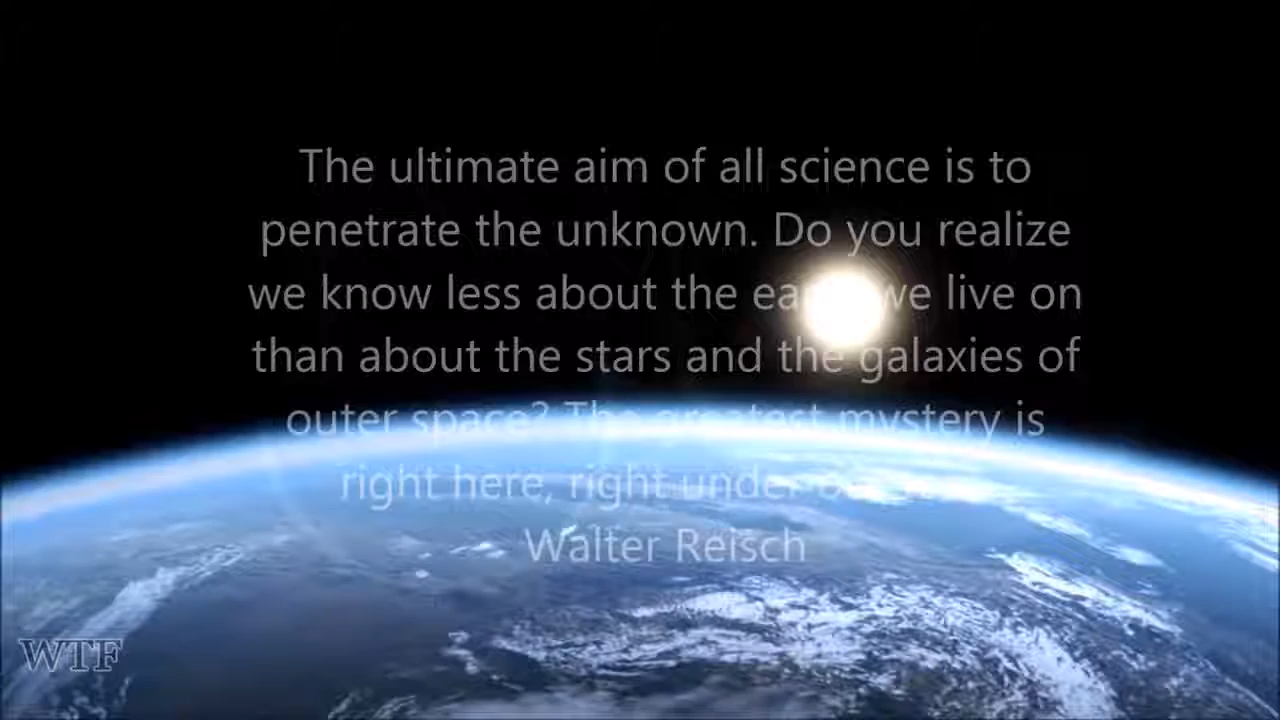 The ultimate aim of all science is to
penetrate the unknown. Do you realize
we know less about the earth we live on
than about the stars and the galaxies of
outer space? The greatest mystery is
right here, right under
Walter Reisch
WTF